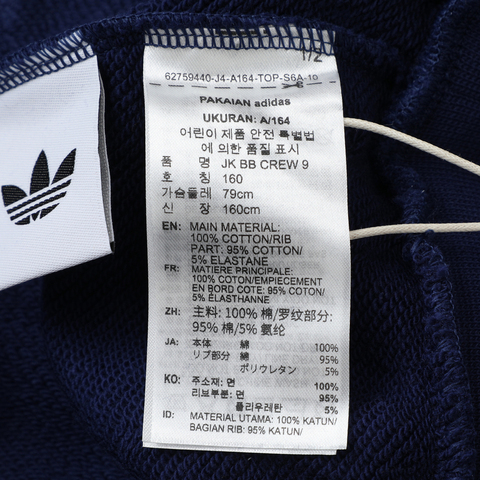 1/2
62759440-J4-A164-TOP-S6A-10
PAKAIAN adidas
UKURAN: A/164
어린이 제품 안전 특별법
에 의한 품질 표시
품 명 JK BB CREW 9
호 칭 160
가슴둘레 79cm
신 장 160cm
EN: MAIN MATERIAL:
100% COTTON/RIB
PART: 95% COTTON/
5% ELASTANE
FR: MATIERE PRINCIPALE:
100% COTON/EMPIECEMENT
EN BORD COTE: 95% COTON/
5% ÉLASTHANNE
ZH: 主料: 100% 棉/罗纹部分:
95% 棉/5% 氨纶
JA: 本体 綿 100%
リブ部分 綿 95%
ポリウレタン 5%
KO: 주소재: 면 100%
리브부분: 면 95%
폴리우레탄 5%
ID: MATERIAL UTAMA: 100% KATUN/
BAGIAN RIB: 95% KATUN/